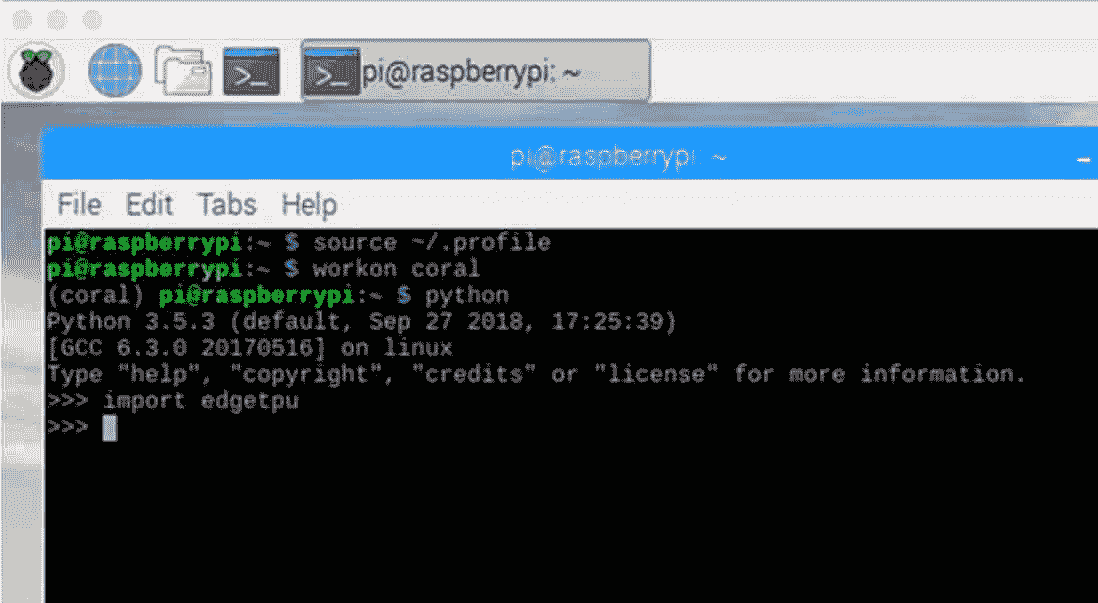 pi@raspberrypi: ~
pi@raspberrypi: ~
File Edit Tabs Help
pi@raspberrypi:~ $ source ~/.profile
pi@raspberrypi:~ $ workon coral
(coral) pi@raspberrypi:~ $ python
Python 3.5.3 (default, Sep 27 2018, 17:25:39)
[GCC 6.3.0 20170516] on linux
Type "help", "copyright", "credits" or "license" for more information.
>>> import edgetpu
>>>